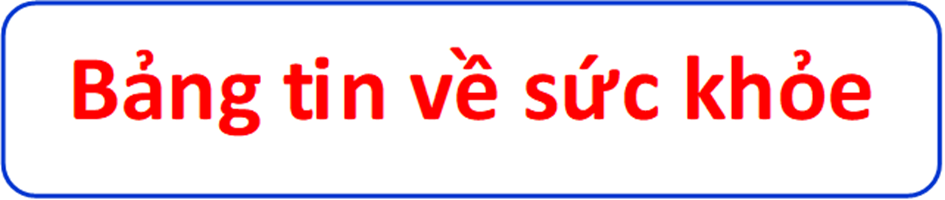 Bảng tin về sức khỏe